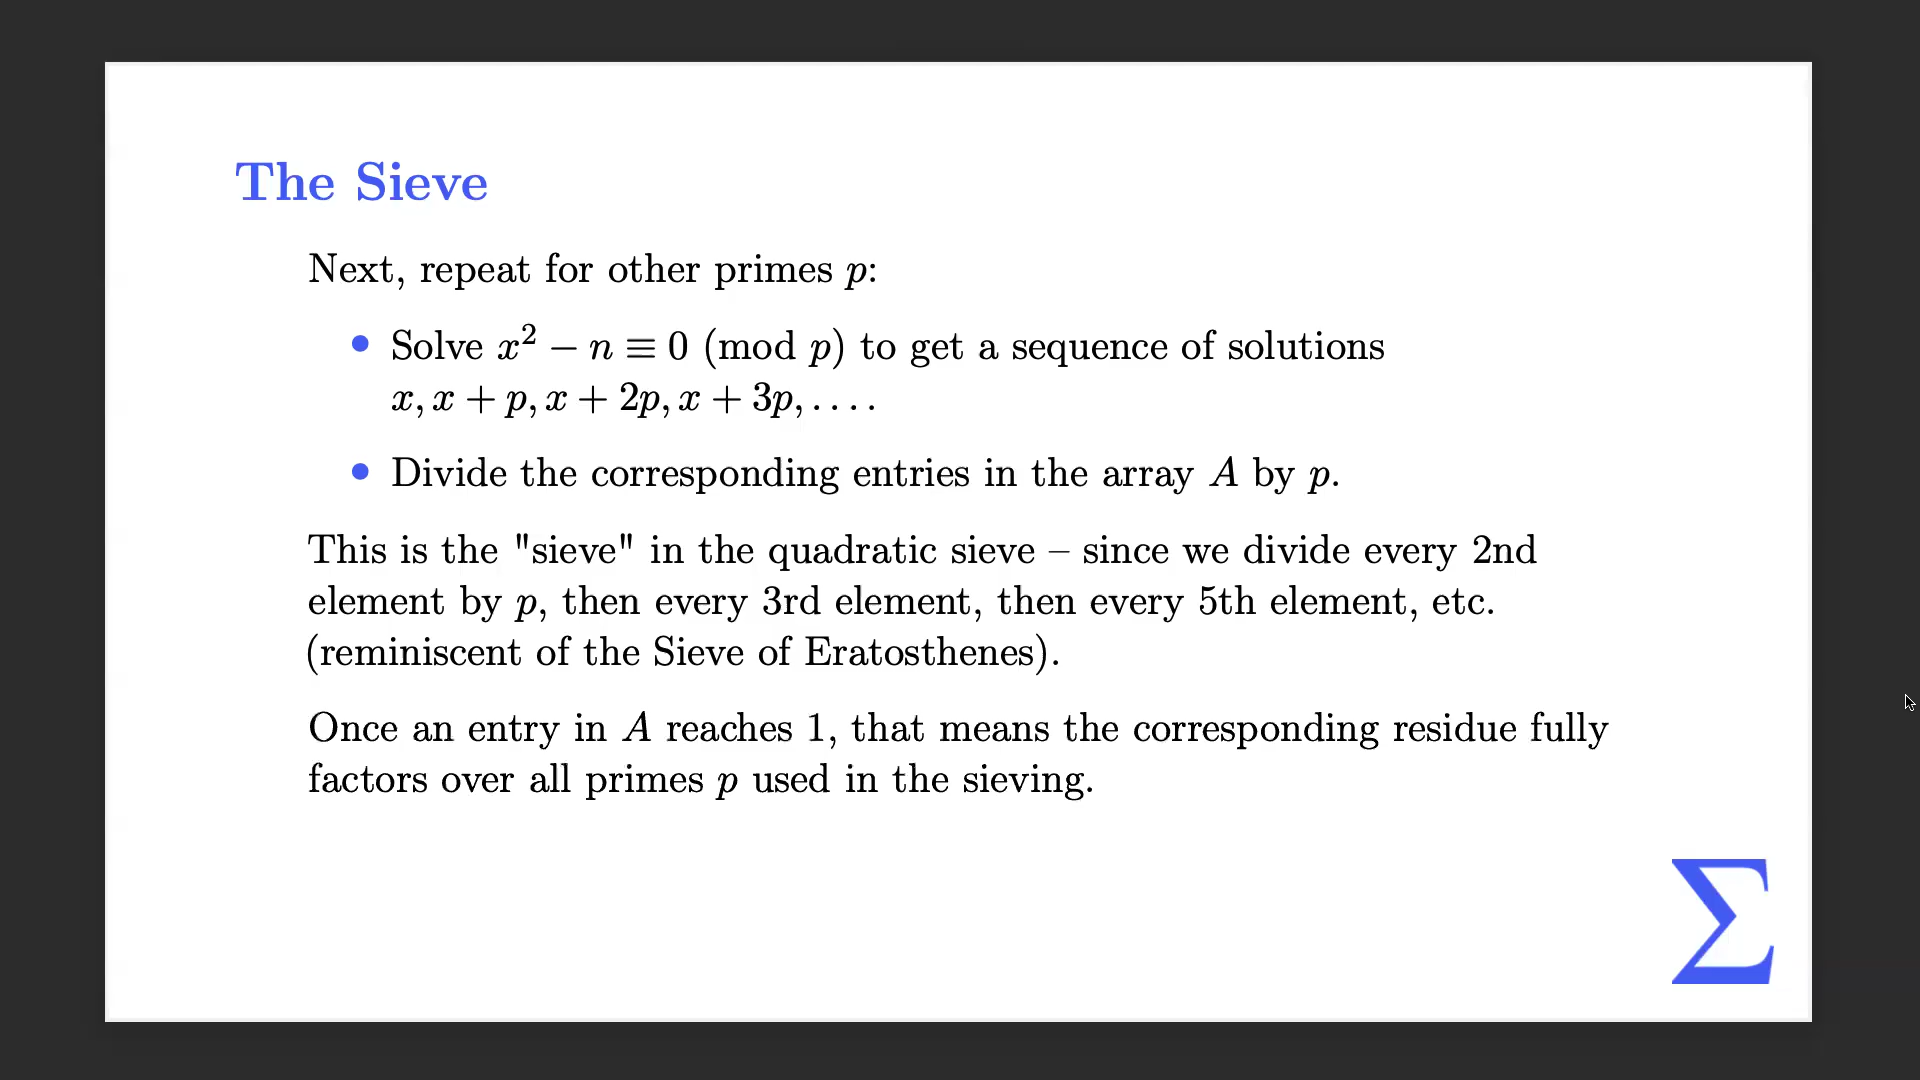 The Sieve
Next, repeat for other primes p:
• Solve x² − n ≡ 0 (mod p) to get a sequence of solutions
x, x + p, x + 2p, x + 3p, . . . .
• Divide the corresponding entries in the array A by p.
This is the "sieve" in the quadratic sieve – since we divide every 2nd
element by p, then every 3rd element, then every 5th element, etc.
(reminiscent of the Sieve of Eratosthenes).
Once an entry in A reaches 1, that means the corresponding residue fully
factors over all primes p used in the sieving.
Σ